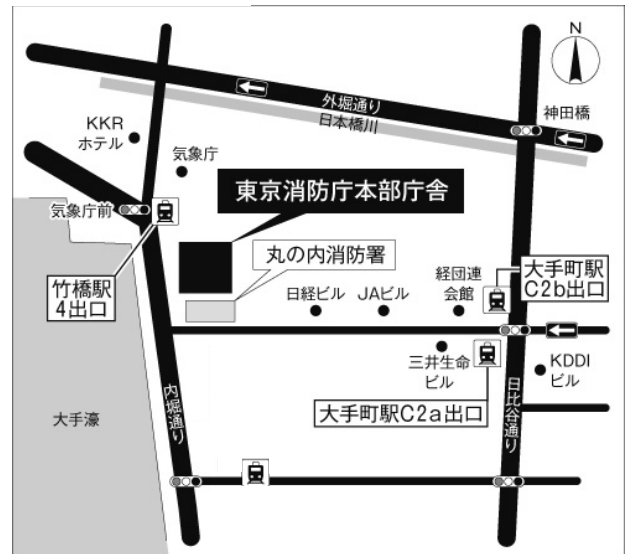 N
外堀通り
日本橋川
神田橋
KKR
ホテル
気象庁
東京消防庁本部庁舎
気象庁前
丸の内消防署
竹橋駅
4出口
日経ビル
JAビル
経団連
会館
大手町駅
C2b出口
三井生命
ビル
KDDI
ビル
大手町駅C2a出口
内堀通り
日比谷通り
大手濠